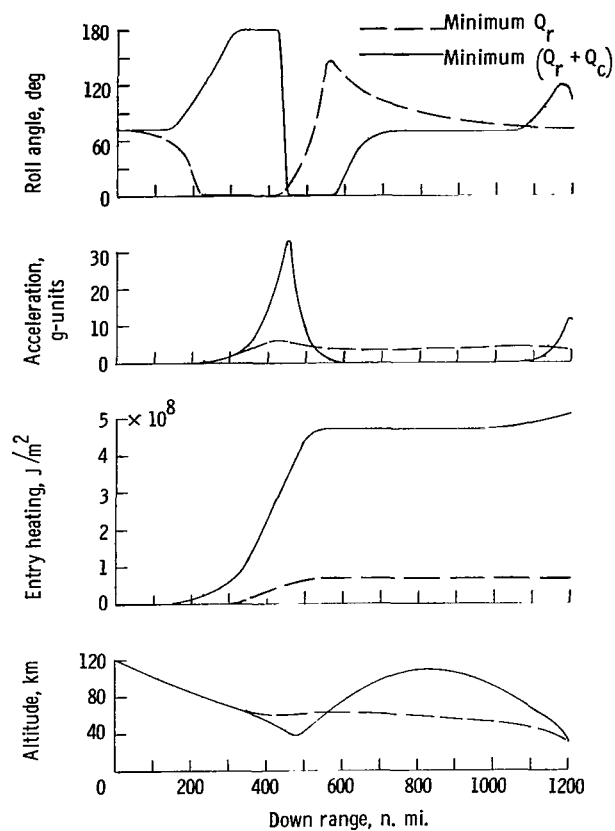 Minimum Q_r
Minimum (Q_r + Q_c)
180
120
60
0
Roll angle, deg
30
20
10
0
Acceleration, g-units
5 × 10^8
4
3
2
1
0
Entry heating, J/m^2
120
80
40
Altitude, km
0 200 400 600 800 1000 1200
Down range, n. mi.